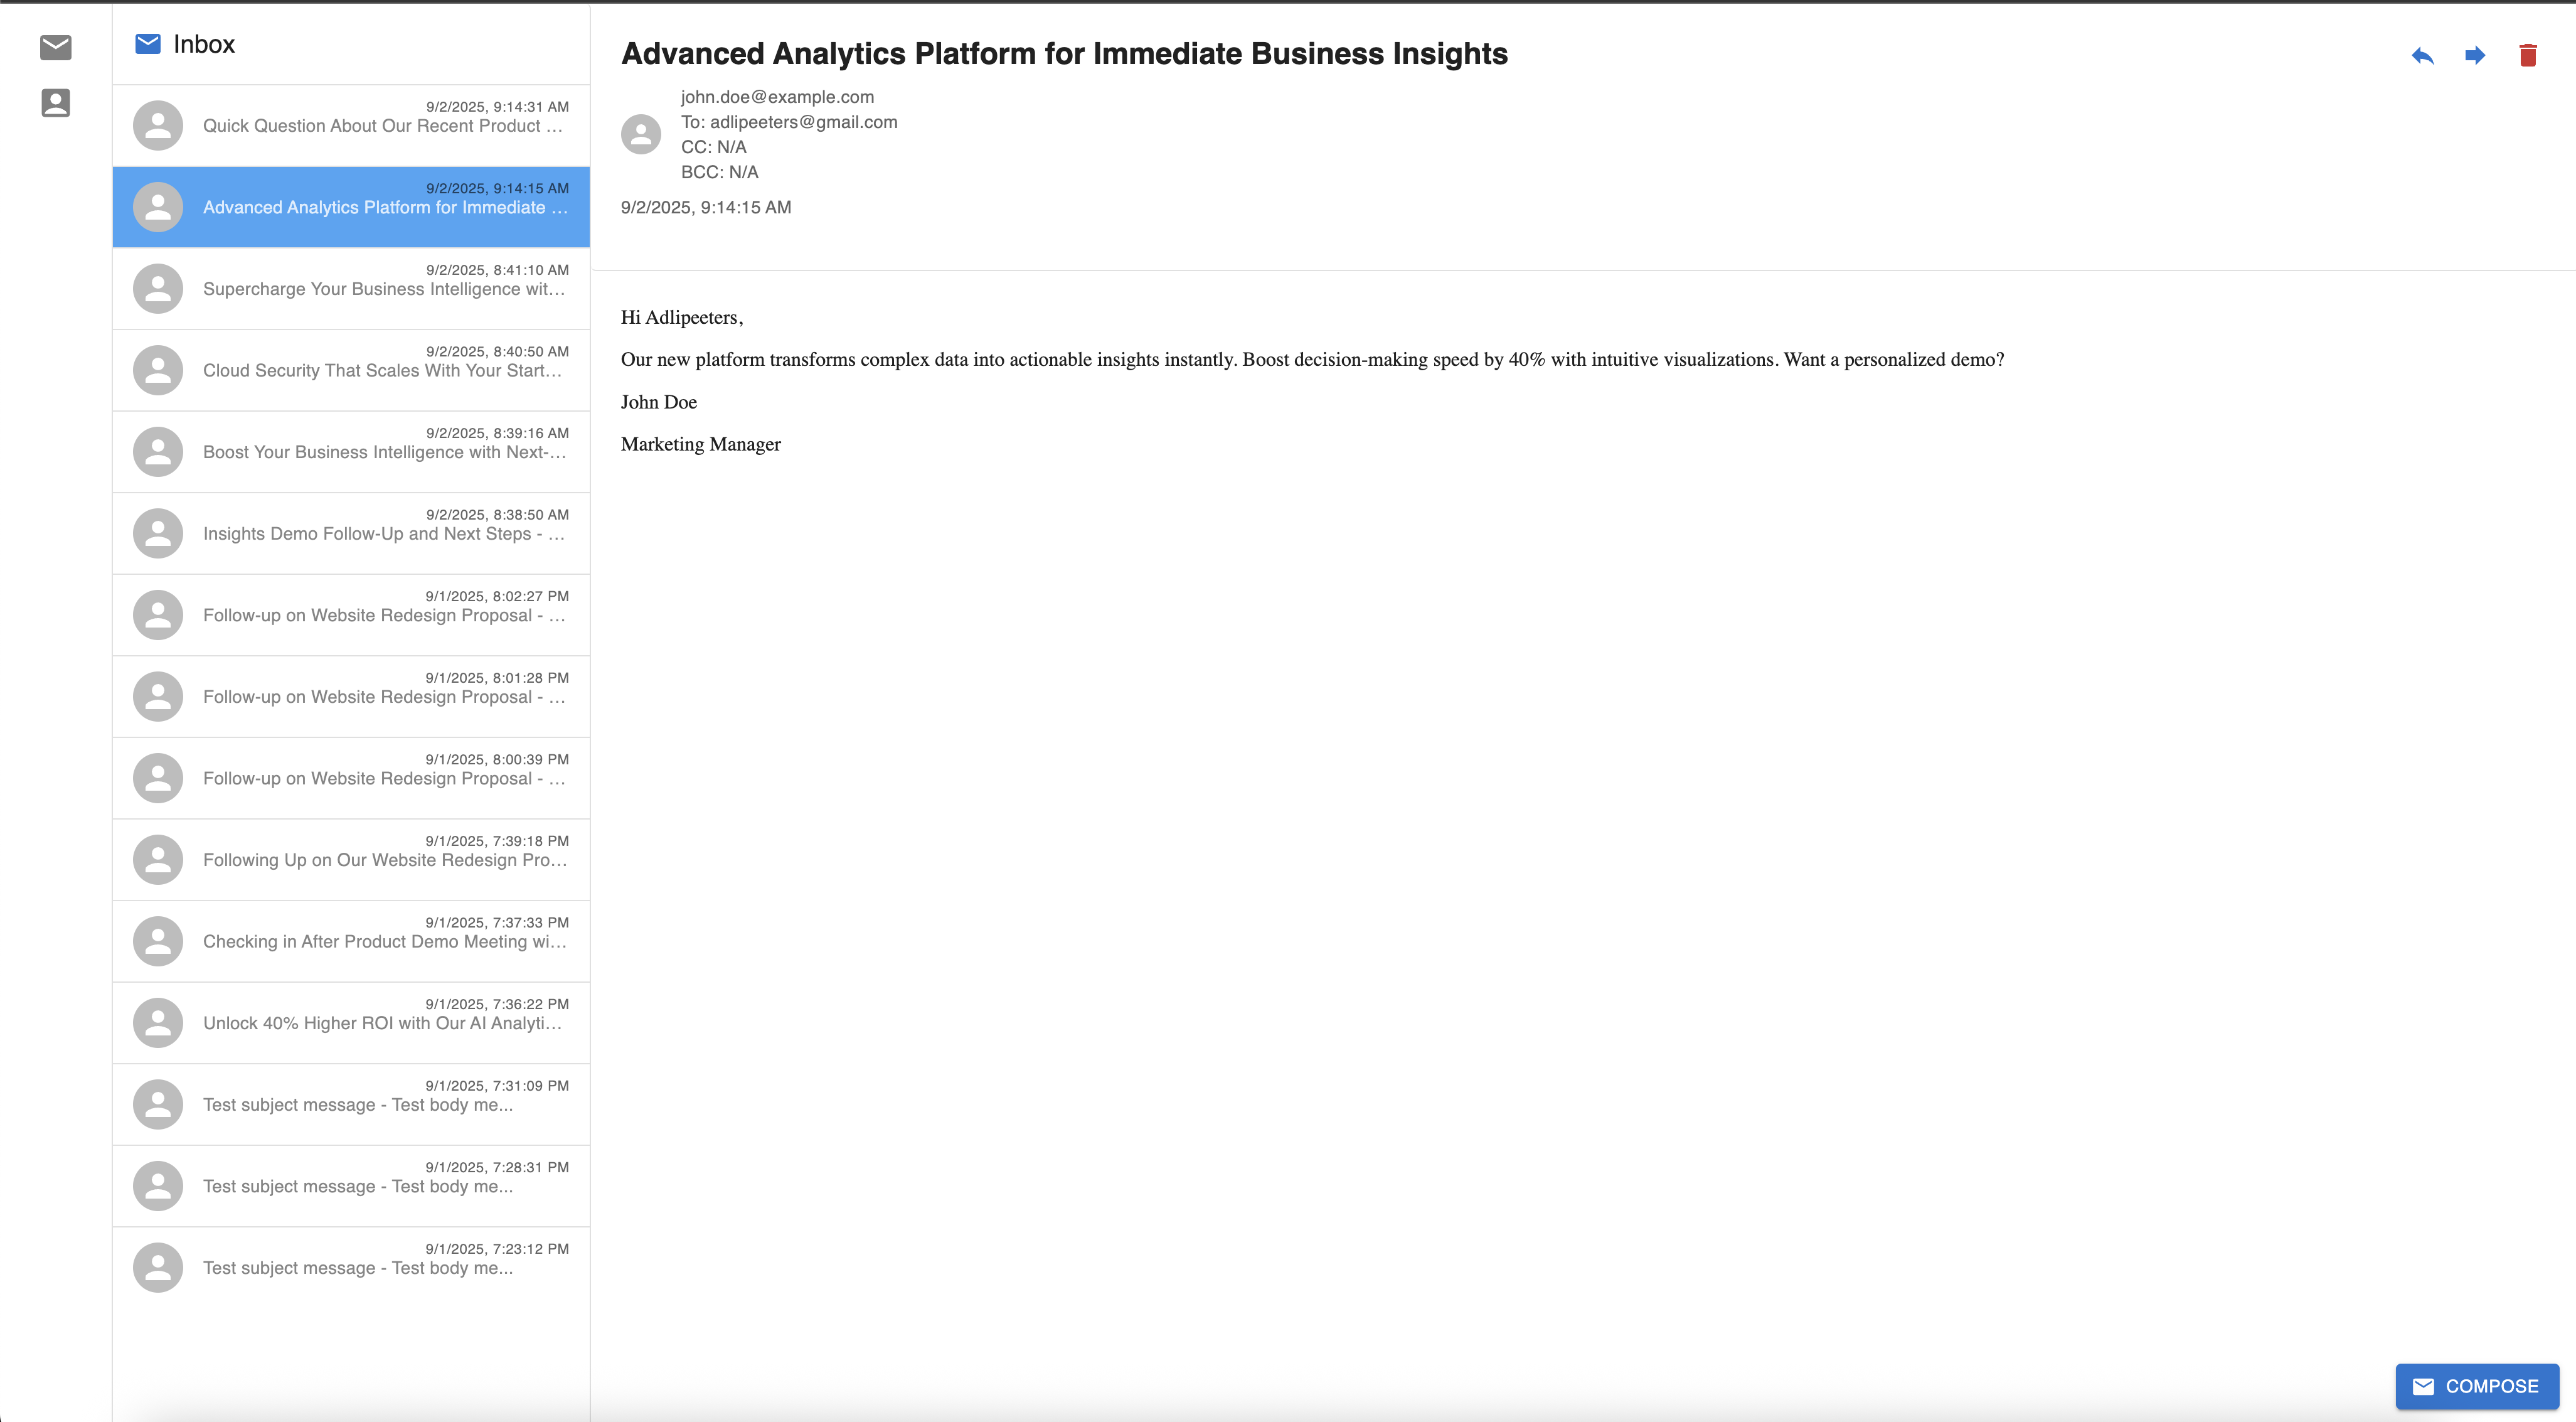 Inbox
9/2/2025, 9:14:31 AM
Quick Question About Our Recent Product ...
9/2/2025, 9:14:15 AM
Advanced Analytics Platform for Immediate ...
9/2/2025, 8:41:10 AM
Supercharge Your Business Intelligence wit...
9/2/2025, 8:40:50 AM
Cloud Security That Scales With Your Start...
9/2/2025, 8:39:16 AM
Boost Your Business Intelligence with Next-...
9/2/2025, 8:38:50 AM
Insights Demo Follow-Up and Next Steps - ...
9/1/2025, 8:02:27 PM
Follow-up on Website Redesign Proposal - ...
9/1/2025, 8:01:28 PM
Follow-up on Website Redesign Proposal - ...
9/1/2025, 8:00:39 PM
Follow-up on Website Redesign Proposal - ...
9/1/2025, 7:39:18 PM
Following Up on Our Website Redesign Pro...
9/1/2025, 7:37:33 PM
Checking in After Product Demo Meeting wi...
9/1/2025, 7:36:22 PM
Unlock 40% Higher ROI with Our AI Analyti...
9/1/2025, 7:31:09 PM
Test subject message - Test body me...
9/1/2025, 7:28:31 PM
Test subject message - Test body me...
9/1/2025, 7:23:12 PM
Test subject message - Test body me...
Advanced Analytics Platform for Immediate Business Insights
john.doe@example.com
To: adlipeeters@gmail.com
CC: N/A
BCC: N/A
9/2/2025, 9:14:15 AM
Hi Adlipeeters,
Our new platform transforms complex data into actionable insights instantly. Boost decision-making speed by 40% with intuitive visualizations. Want a personalized demo?
John Doe
Marketing Manager
COMPOSE